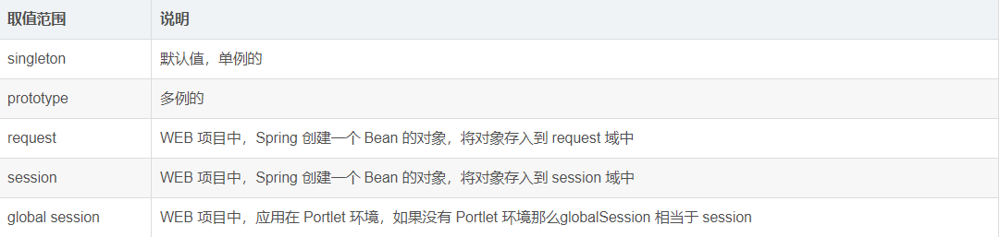 取值范围 说明
singleton 默认值，单例的
prototype 多例的
request WEB 项目中，Spring 创建一个 Bean 的对象，将对象存入到 request 域中
session WEB 项目中，Spring 创建一个 Bean 的对象，将对象存入到 session 域中
global session WEB 项目中，应用在 Portlet 环境，如果没有 Portlet 环境那么globalSession 相当于 session